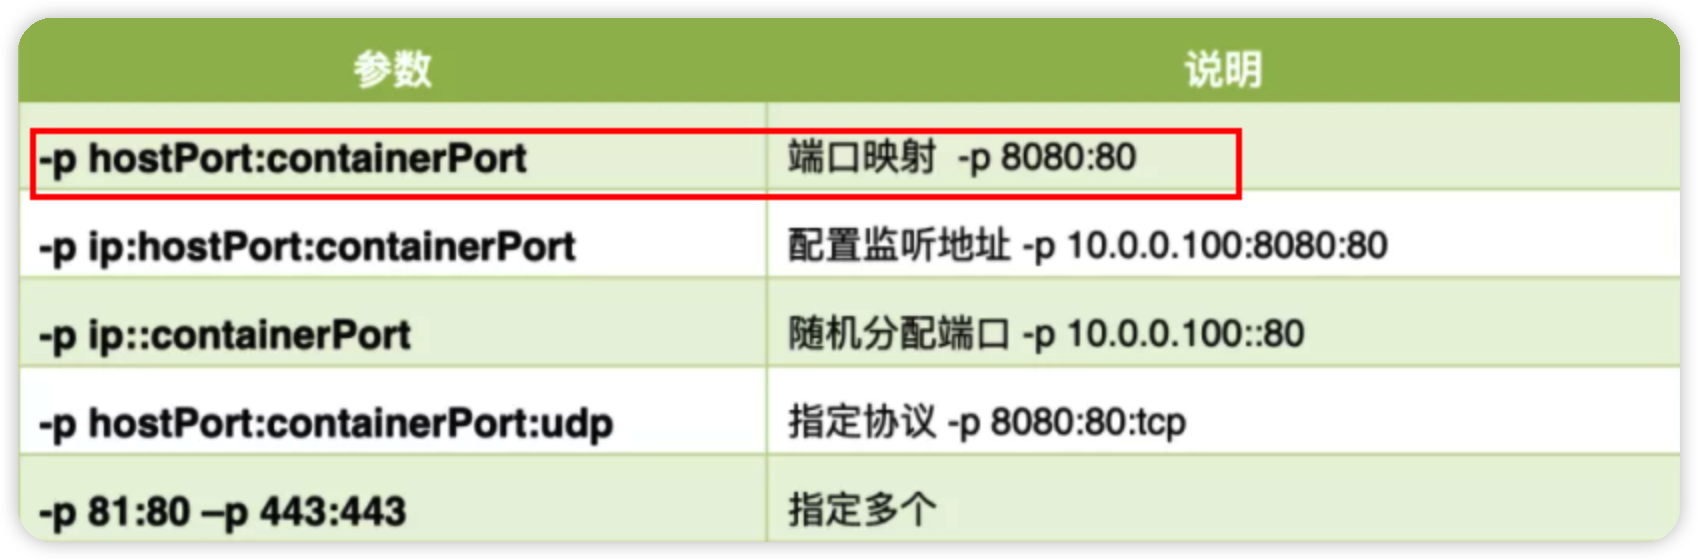 参数 说明
-p hostPort:containerPort 端口映射 -p 8080:80
-p ip:hostPort:containerPort 配置监听地址 -p 10.0.0.100:8080:80
-p ip::containerPort 随机分配端口 -p 10.0.0.100::80
-p hostPort:containerPort:udp 指定协议 -p 8080:80:tcp
-p 81:80 –p 443:443 指定多个